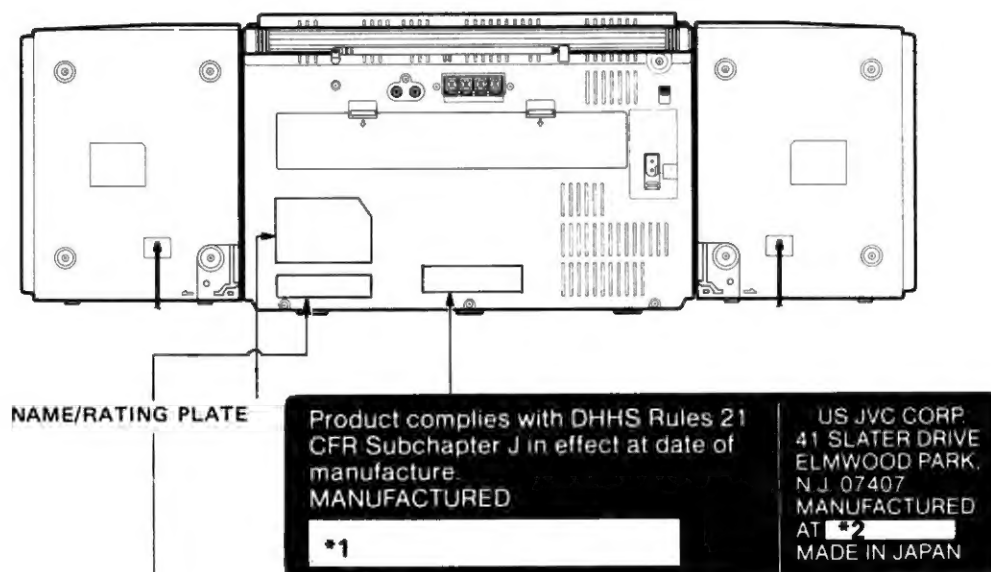 NAME/RATING PLATE
Product complies with DHHS Rules 21
CFR Subchapter J in effect at date of
manufacture.
MANUFACTURED
*1
US JVC CORP.
41 SLATER DRIVE
ELMWOOD PARK,
N.J. 07407
MANUFACTURED
AT *2
MADE IN JAPAN